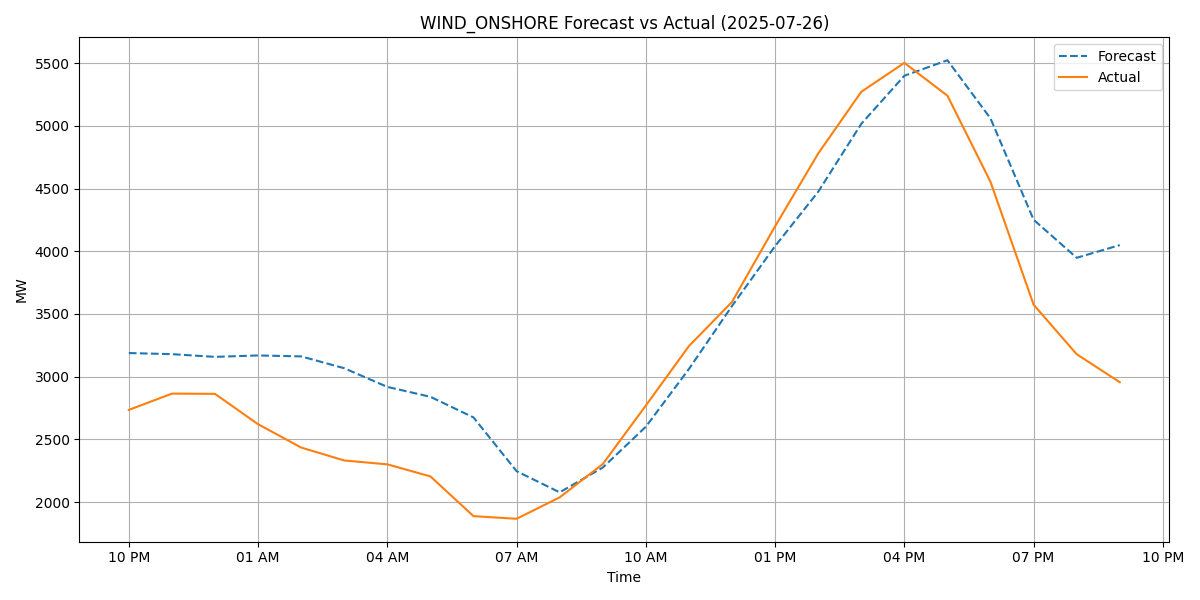 WIND_ONSHORE Forecast vs Actual (2025-07-26)
Forecast
Actual
5500
5000
4500
4000
3500
3000
2500
2000
MW
10 PM 01 AM 04 AM 07 AM 10 AM 01 PM 04 PM 07 PM 10 PM
Time